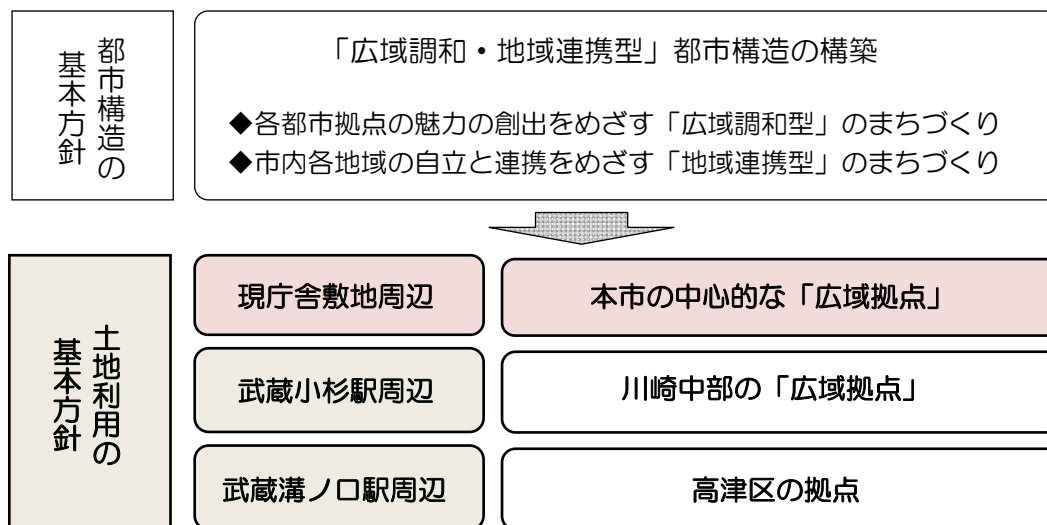 都市構造の
基本方針
「広域調和・地域連携型」都市構造の構築
◆各都市拠点の魅力の創出をめざす「広域調和型」のまちづくり
◆市内各地域の自立と連携をめざす「地域連携型」のまちづくり
土地利用の
基本方針
現庁舎敷地周辺
本市の中心的な「広域拠点」
武蔵小杉駅周辺
川崎中部の「広域拠点」
武蔵溝ノ口駅周辺
高津区の拠点